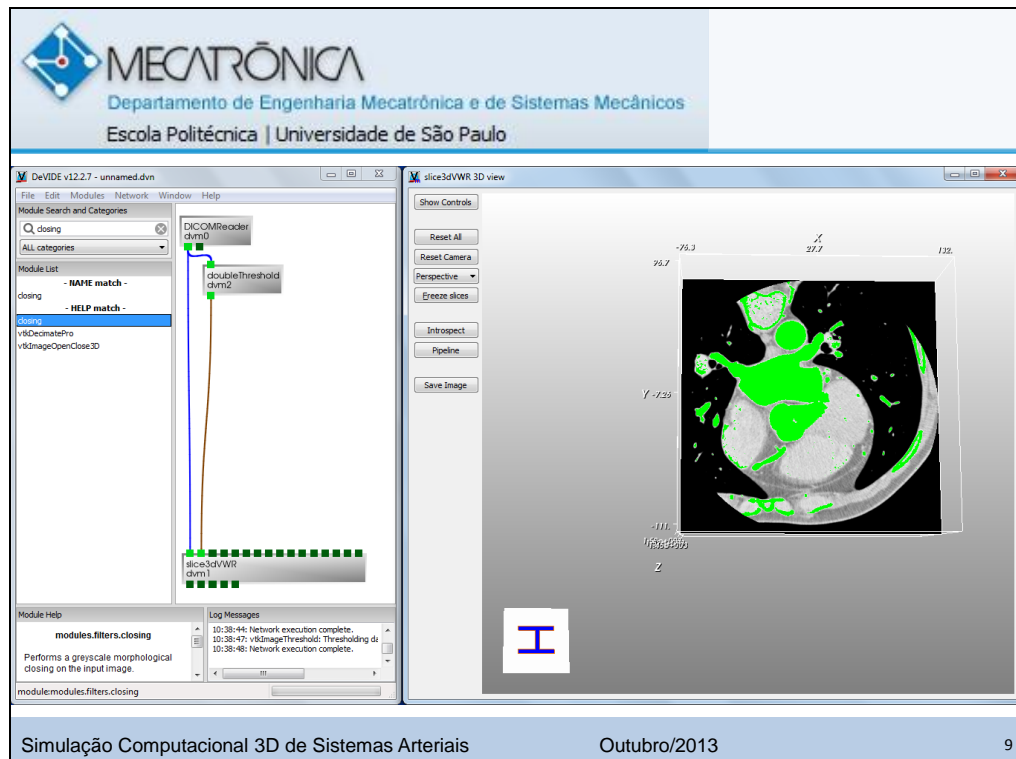 MECATRÔNICA
Departamento de Engenharia Mecatrônica e de Sistemas Mecânicos
Escola Politécnica | Universidade de São Paulo
DeVIDE v12.2.7 - unnamed.dvn
File Edit Modules Network Window Help
Module Search and Categories
closing
ALL categories
Module List
- NAME match -
closing
- HELP match -
closing
vtkDecimatePro
vtkImageOpenClose3D
DICOMReader
dvm0
doubleThreshold
dvm2
slice3dVWR
dvm1
Module Help
modules.filters.closing
Performs a greyscale morphological
closing on the input image.
Log Messages
10:38:44: Network execution complete.
10:38:47: vtkImageThreshold: Thresholding da
10:38:48: Network execution complete.
module:modules.filters.closing
slice3dVWR 3D view
Show Controls
Reset All
Reset Camera
Perspective
Freeze slices
Introspect
Pipeline
Save Image
X
-76.3 27.7 132.
96.7
Y -7.26
-111.
Z
Simulação Computacional 3D de Sistemas Arteriais Outubro/2013 9